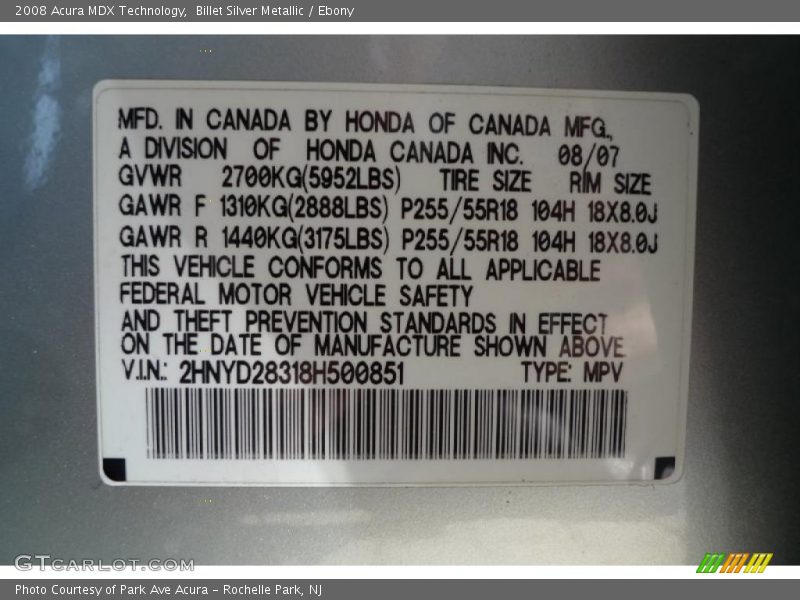 2008 Acura MDX Technology,  Billet Silver Metallic / Ebony
MFD. IN CANADA BY HONDA OF CANADA MFG.,
A DIVISION OF HONDA CANADA INC. 08/07
GVWR 2700KG(5952LBS) TIRE SIZE RIM SIZE
GAWR F 1310KG(2888LBS) P255/55R18 104H 18X8.0J
GAWR R 1440KG(3175LBS) P255/55R18 104H 18X8.0J
THIS VEHICLE CONFORMS TO ALL APPLICABLE
FEDERAL MOTOR VEHICLE SAFETY
AND THEFT PREVENTION STANDARDS IN EFFECT
ON THE DATE OF MANUFACTURE SHOWN ABOVE.
V.I.N.: 2HNYD28318H500851 TYPE: MPV
GTCARLOT.COM
Photo Courtesy of Park Ave Acura - Rochelle Park, NJ